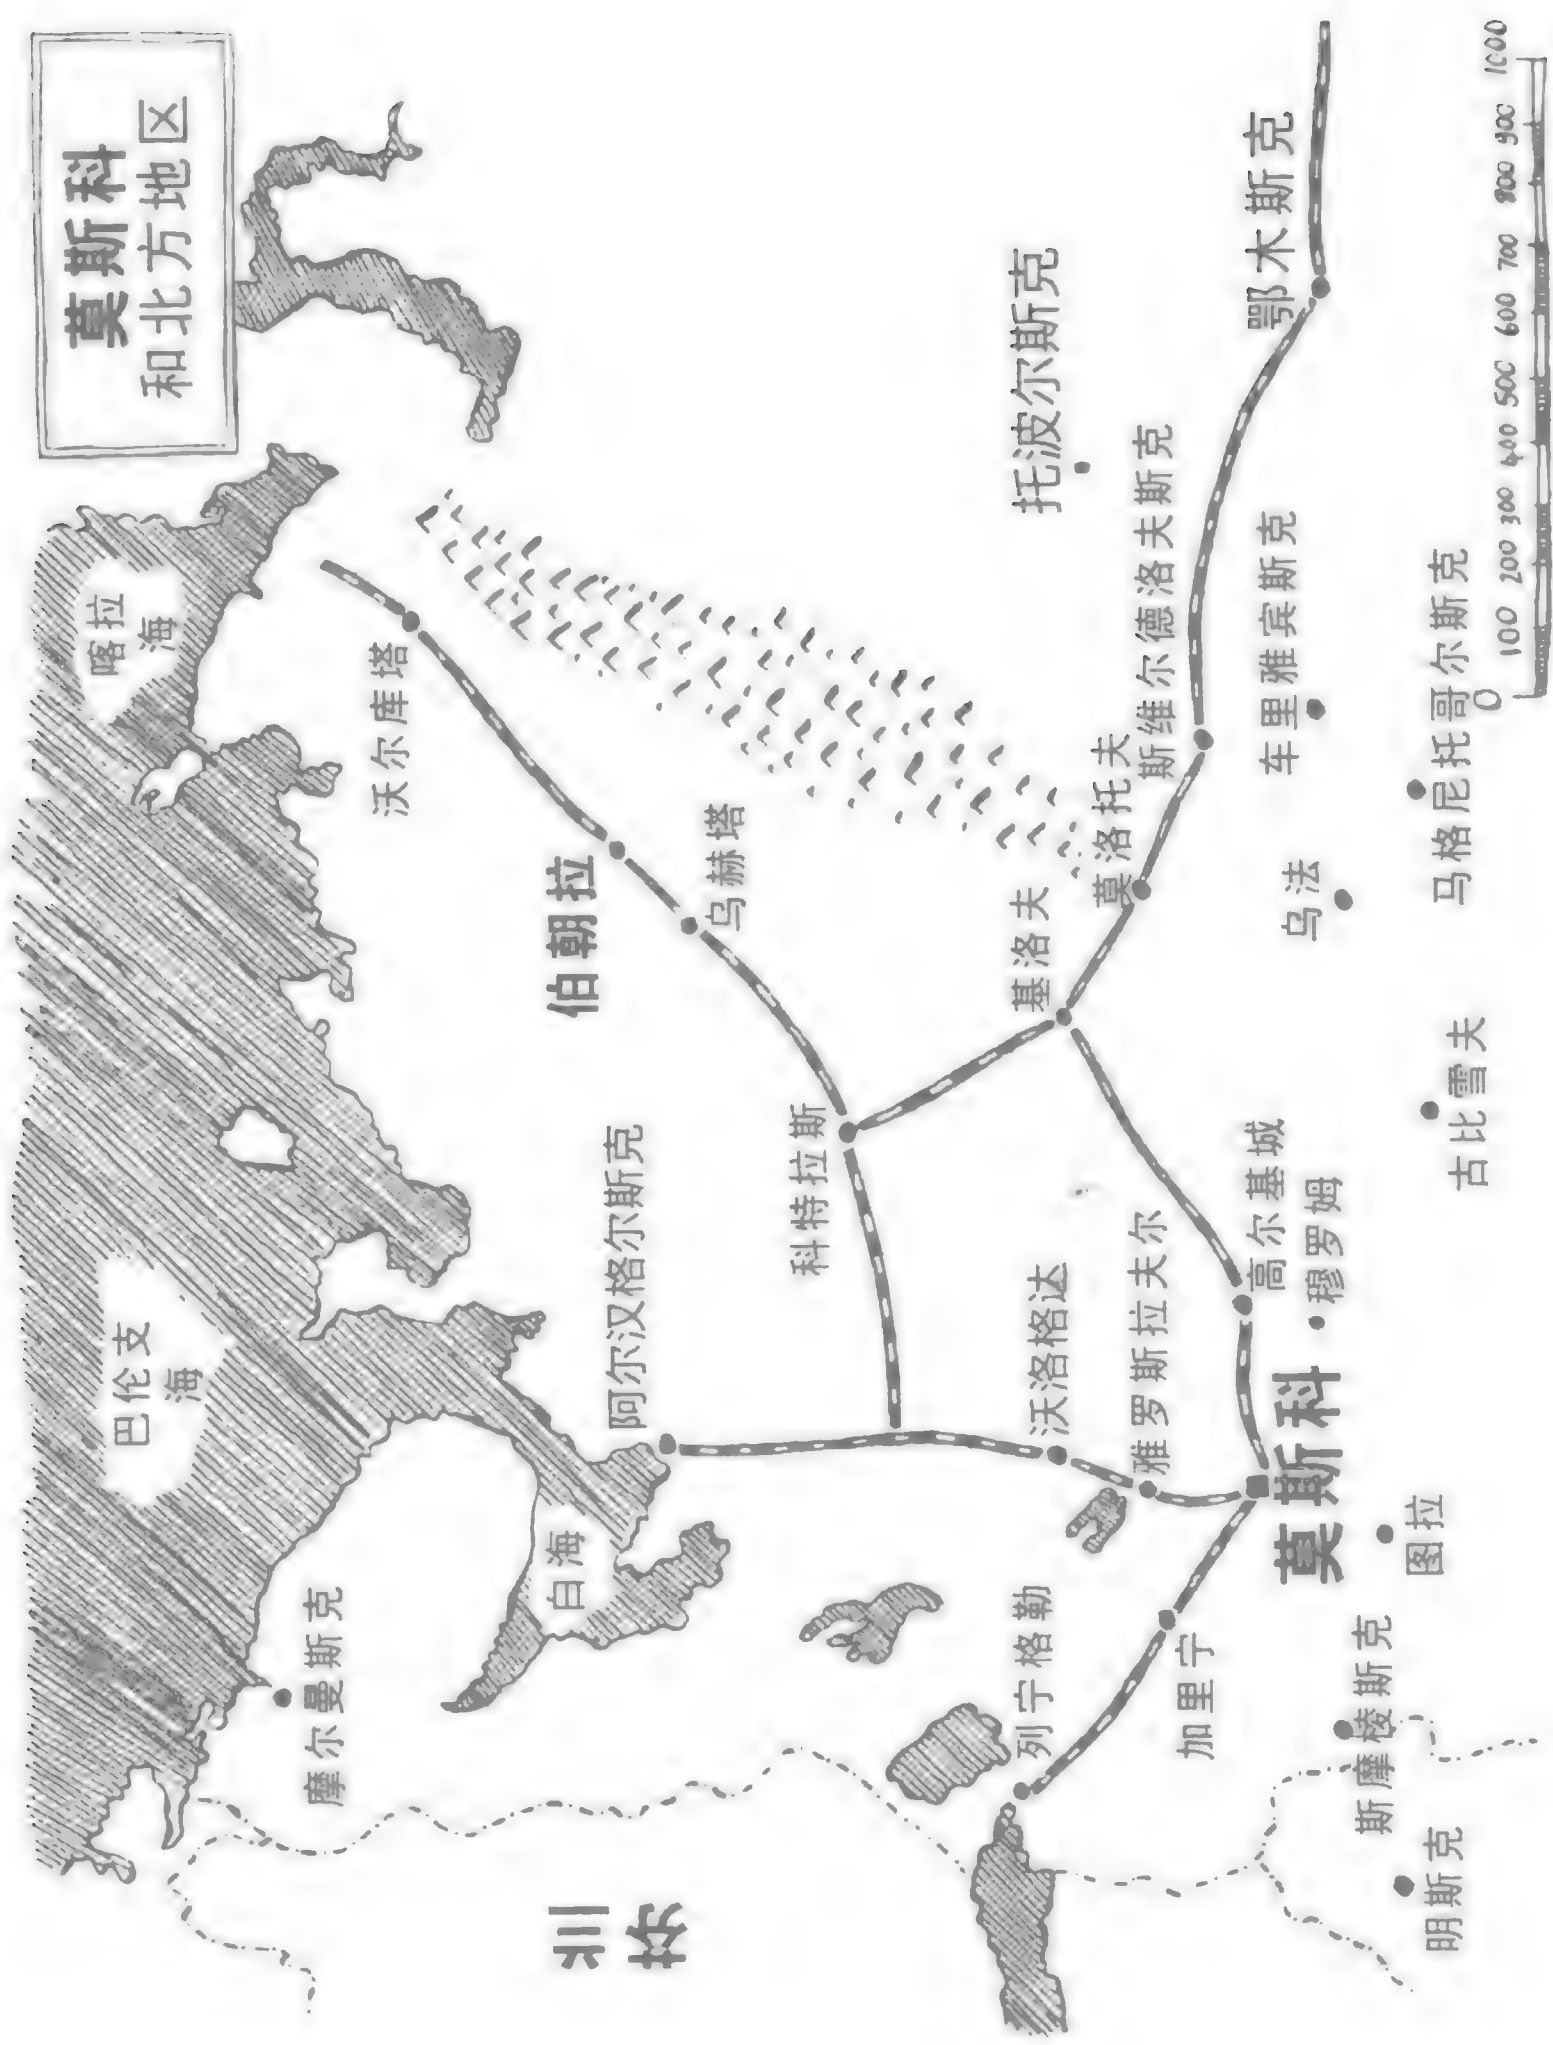 莫斯科
和北方地区
喀拉
海
巴伦支
海
白海
摩尔曼斯克
沃尔库塔
伯朝拉
乌赫塔
阿尔汉格尔斯克
科特拉斯
托波尔斯克
基洛夫
莫洛托夫
斯维尔德洛夫斯克
鄂木斯克
车里雅宾斯克
乌法
马格尼托哥尔斯克
沃洛格达
雅罗斯拉夫尔
高尔基城
穆罗姆
古比雪夫
列宁格勒
加里宁
莫斯科
图拉
斯摩棱斯克
明斯克
芬
兰
0 100 200 300 400 500 600 700 800 900 1000